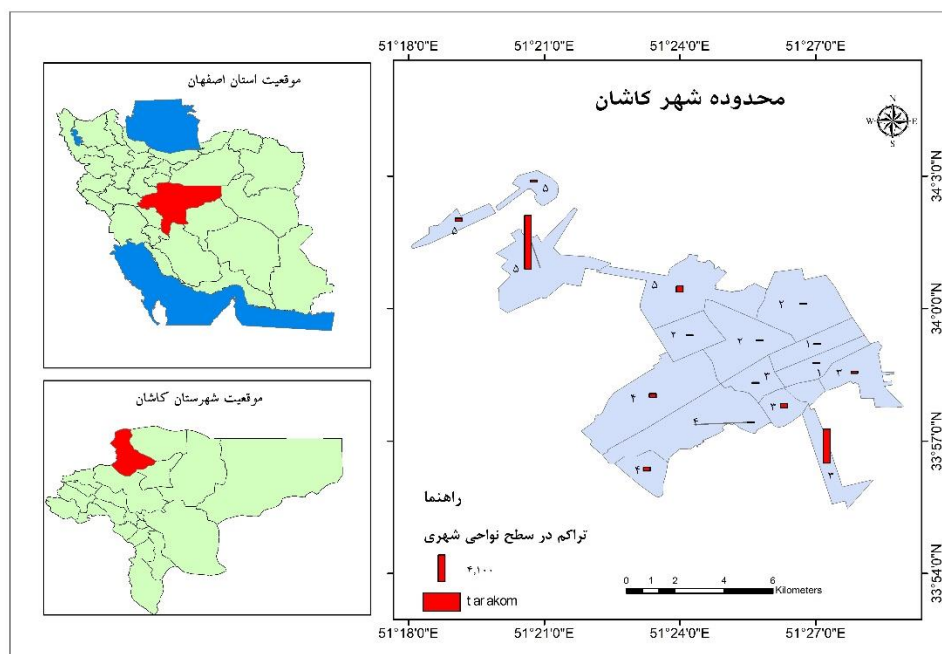 موقعیت استان اصفهان
موقعیت شهرستان کاشان
51°18'0"E 51°21'0"E 51°24'0"E 51°27'0"E
محدوده شهر کاشان
N
W E
S
34°3'0"N
34°0'0"N
33°57'0"N
33°54'0"N
۵
۵
۵
۵
۲
۲
۲
۱
۱
۳
۳
۳
۴
۴
۴
۳
راهنما
تراکم در سطح نواحی شهری
۴,۱۰۰
tarakom
0 1 2 4 6
Kilometers